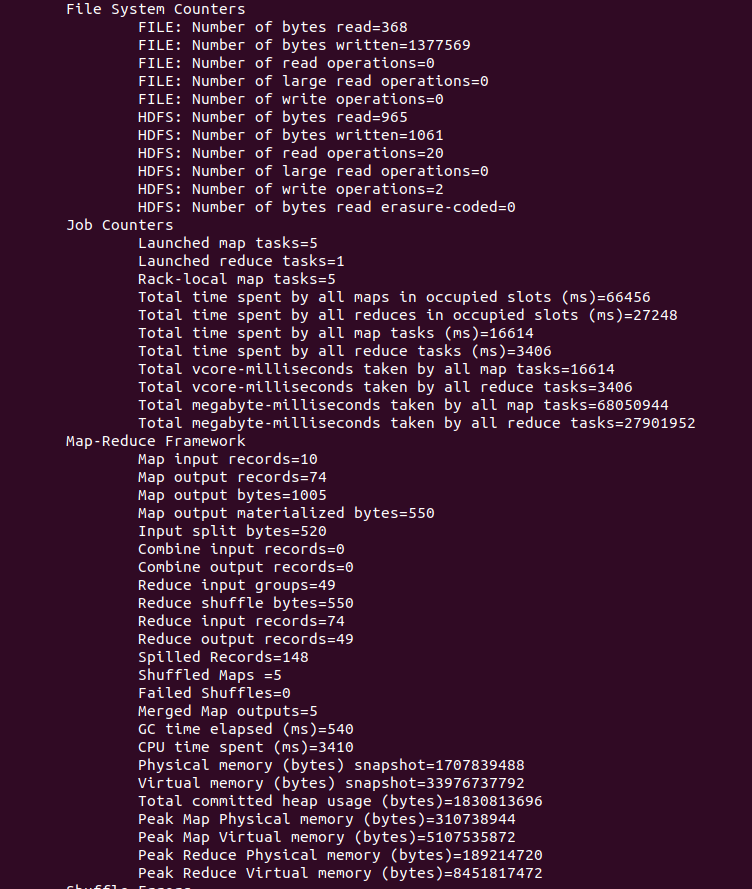 File System Counters
FILE: Number of bytes read=368
FILE: Number of bytes written=1377569
FILE: Number of read operations=0
FILE: Number of large read operations=0
FILE: Number of write operations=0
HDFS: Number of bytes read=965
HDFS: Number of bytes written=1061
HDFS: Number of read operations=20
HDFS: Number of large read operations=0
HDFS: Number of write operations=2
HDFS: Number of bytes read erasure-coded=0
Job Counters
Launched map tasks=5
Launched reduce tasks=1
Rack-local map tasks=5
Total time spent by all maps in occupied slots (ms)=66456
Total time spent by all reduces in occupied slots (ms)=27248
Total time spent by all map tasks (ms)=16614
Total time spent by all reduce tasks (ms)=3406
Total vcore-milliseconds taken by all map tasks=16614
Total vcore-milliseconds taken by all reduce tasks=3406
Total megabyte-milliseconds taken by all map tasks=68050944
Total megabyte-milliseconds taken by all reduce tasks=27901952
Map-Reduce Framework
Map input records=10
Map output records=74
Map output bytes=1005
Map output materialized bytes=550
Input split bytes=520
Combine input records=0
Combine output records=0
Reduce input groups=49
Reduce shuffle bytes=550
Reduce input records=74
Reduce output records=49
Spilled Records=148
Shuffled Maps =5
Failed Shuffles=0
Merged Map outputs=5
GC time elapsed (ms)=540
CPU time spent (ms)=3410
Physical memory (bytes) snapshot=1707839488
Virtual memory (bytes) snapshot=33976737792
Total committed heap usage (bytes)=1830813696
Peak Map Physical memory (bytes)=310738944
Peak Map Virtual memory (bytes)=5107535872
Peak Reduce Physical memory (bytes)=189214720
Peak Reduce Virtual memory (bytes)=8451817472
Shuffle Errors